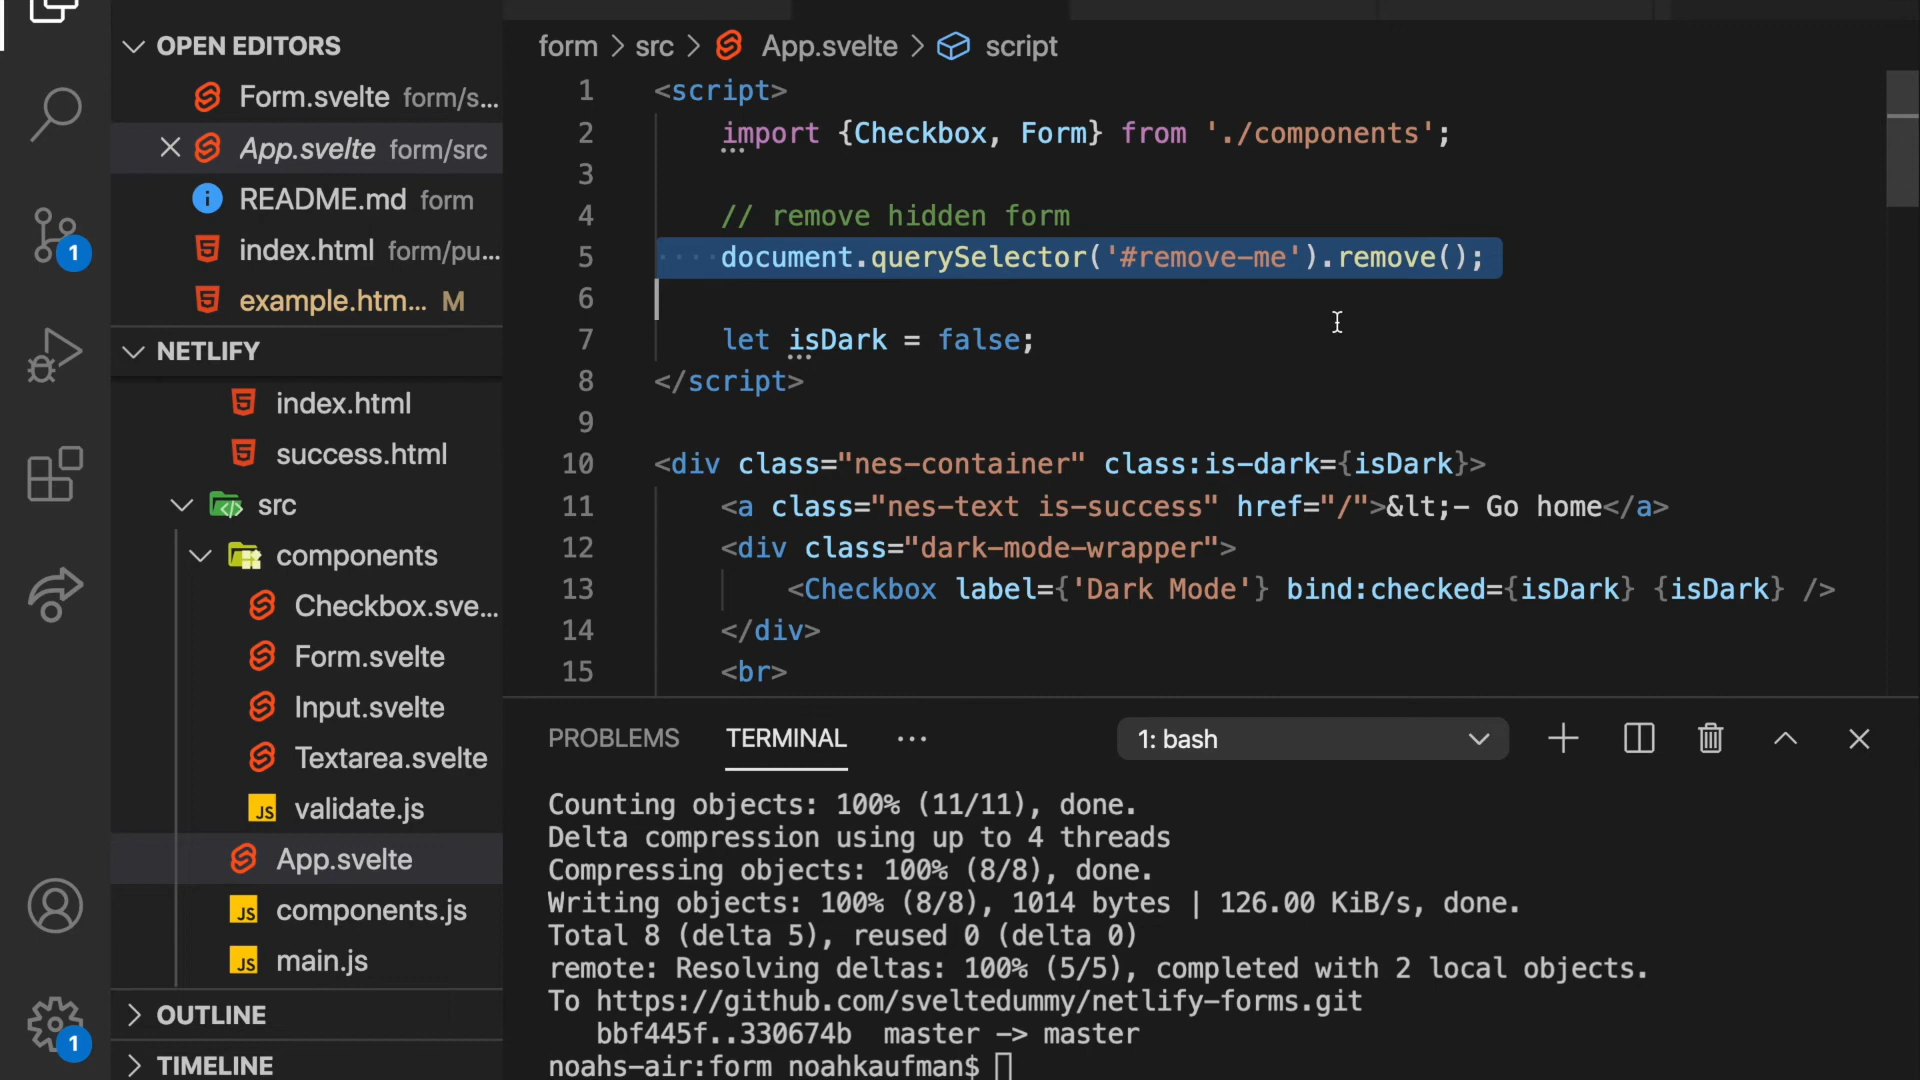 OPEN EDITORS
Form.svelte form/s...
App.svelte form/src
README.md form
index.html form/pu...
example.htm... M
NETLIFY
index.html
success.html
src
components
Checkbox.sve...
Form.svelte
Input.svelte
Textarea.svelte
JS validate.js
App.svelte
JS components.js
JS main.js
OUTLINE
TIMELINE
1
1
form > src > App.svelte > script
1 <script>
2 import {Checkbox, Form} from './components';
3
4 // remove hidden form
5 document.querySelector('#remove-me').remove();
6
7 let isDark = false;
8 </script>
9
10 <div class="nes-container" class:is-dark={isDark}>
11 <a class="nes-text is-success" href="/">&lt;- Go home</a>
12 <div class="dark-mode-wrapper">
13 <Checkbox label={'Dark Mode'} bind:checked={isDark} {isDark} />
14 </div>
15 <br>
PROBLEMS TERMINAL ... 1: bash
Counting objects: 100% (11/11), done.
Delta compression using up to 4 threads
Compressing objects: 100% (8/8), done.
Writing objects: 100% (8/8), 1014 bytes | 126.00 KiB/s, done.
Total 8 (delta 5), reused 0 (delta 0)
remote: Resolving deltas: 100% (5/5), completed with 2 local objects.
To https://github.com/sveltedummy/netlify-forms.git
bbf445f..330674b master -> master
noahs-air:form noahkaufman$